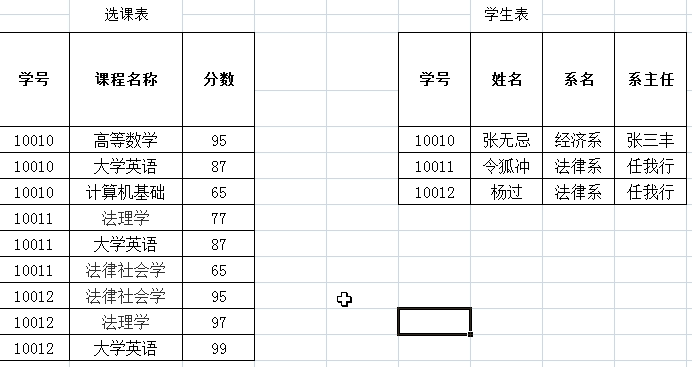 选课表 学生表
学号 课程名称 分数 学号 姓名 系名 系主任
10010 高等数学 95 10010 张无忌 经济系 张三丰
10010 大学英语 87 10011 令狐冲 法律系 任我行
10010 计算机基础 65 10012 杨过 法律系 任我行
10011 法理学 77
10011 大学英语 87
10011 法律社会学 65
10012 法律社会学 95
10012 法理学 97
10012 大学英语 99